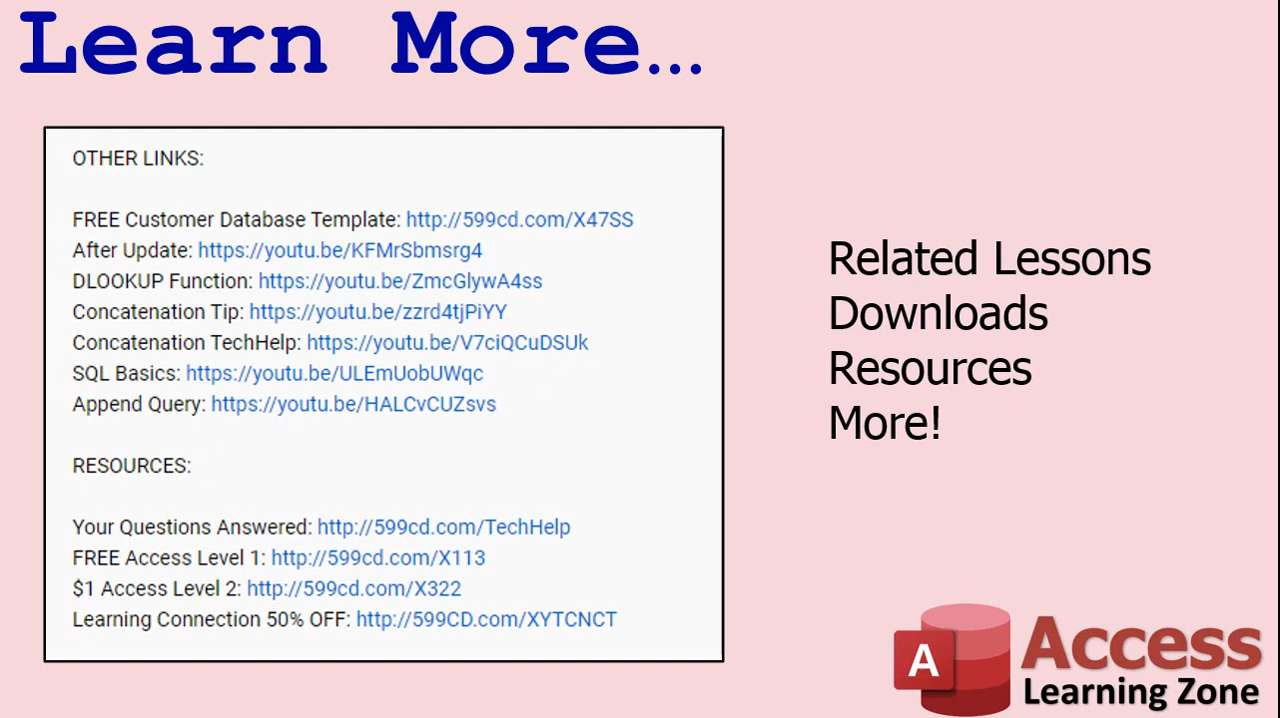 Learn More...
OTHER LINKS:
FREE Customer Database Template: http://599cd.com/X47SS
After Update: https://youtu.be/KFMrSbmsrg4
DLOOKUP Function: https://youtu.be/ZmcGlywA4ss
Concatenation Tip: https://youtu.be/zzrd4tjPiYY
Concatenation TechHelp: https://youtu.be/V7ciQCuDSUk
SQL Basics: https://youtu.be/ULEmUobUWqc
Append Query: https://youtu.be/HALCvCUZsvs
RESOURCES:
Your Questions Answered: http://599cd.com/TechHelp
FREE Access Level 1: http://599cd.com/X113
$1 Access Level 2: http://599cd.com/X322
Learning Connection 50% OFF: http://599CD.com/XYTCNCT
Related Lessons
Downloads
Resources
More!
A
Access
Learning Zone